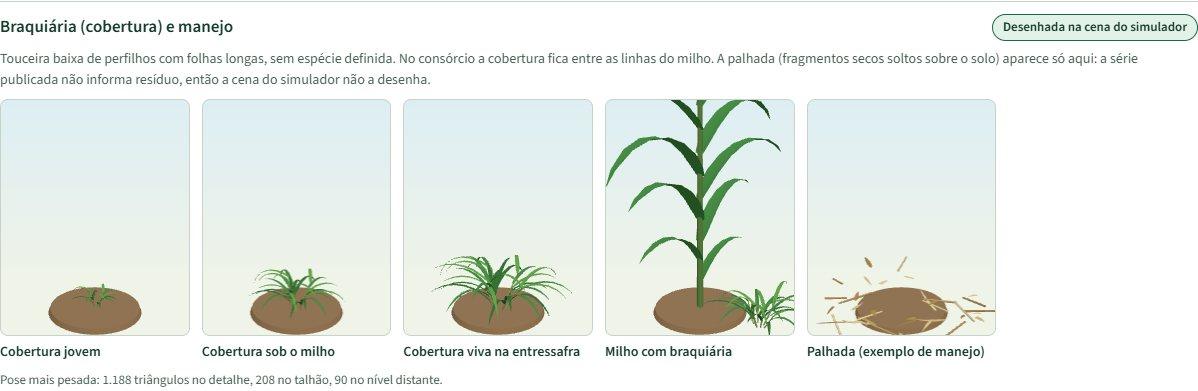 Braquiária (cobertura) e manejo
Desenhada na cena do simulador
Touceira baixa de perfilhos com folhas longas, sem espécie definida. No consórcio a cobertura fica entre as linhas do milho. A palhada (fragmentos secos soltos sobre o solo) aparece só aqui: a série
publicada não informa resíduo, então a cena do simulador não a desenha.
Cobertura jovem
Cobertura sob o milho
Cobertura viva na entressafra
Milho com braquiária
Palhada (exemplo de manejo)
Pose mais pesada: 1.188 triângulos no detalhe, 208 no talhão, 90 no nível distante.